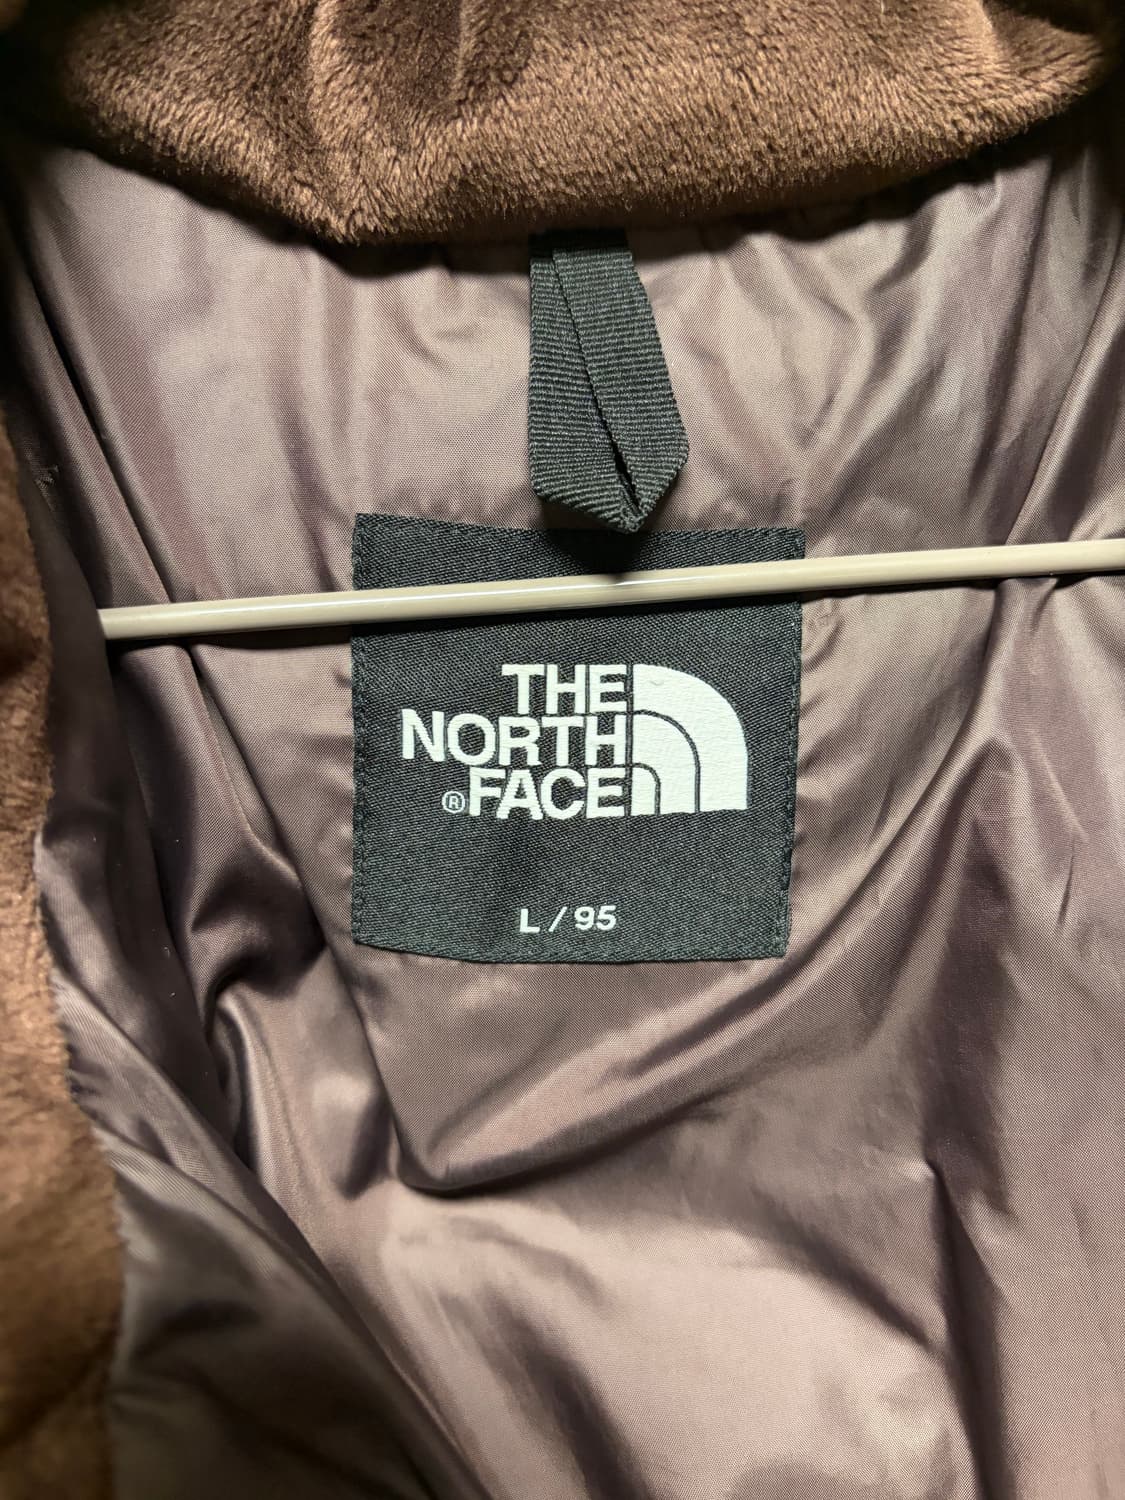 THE
NORTH
®FACE
L / 95